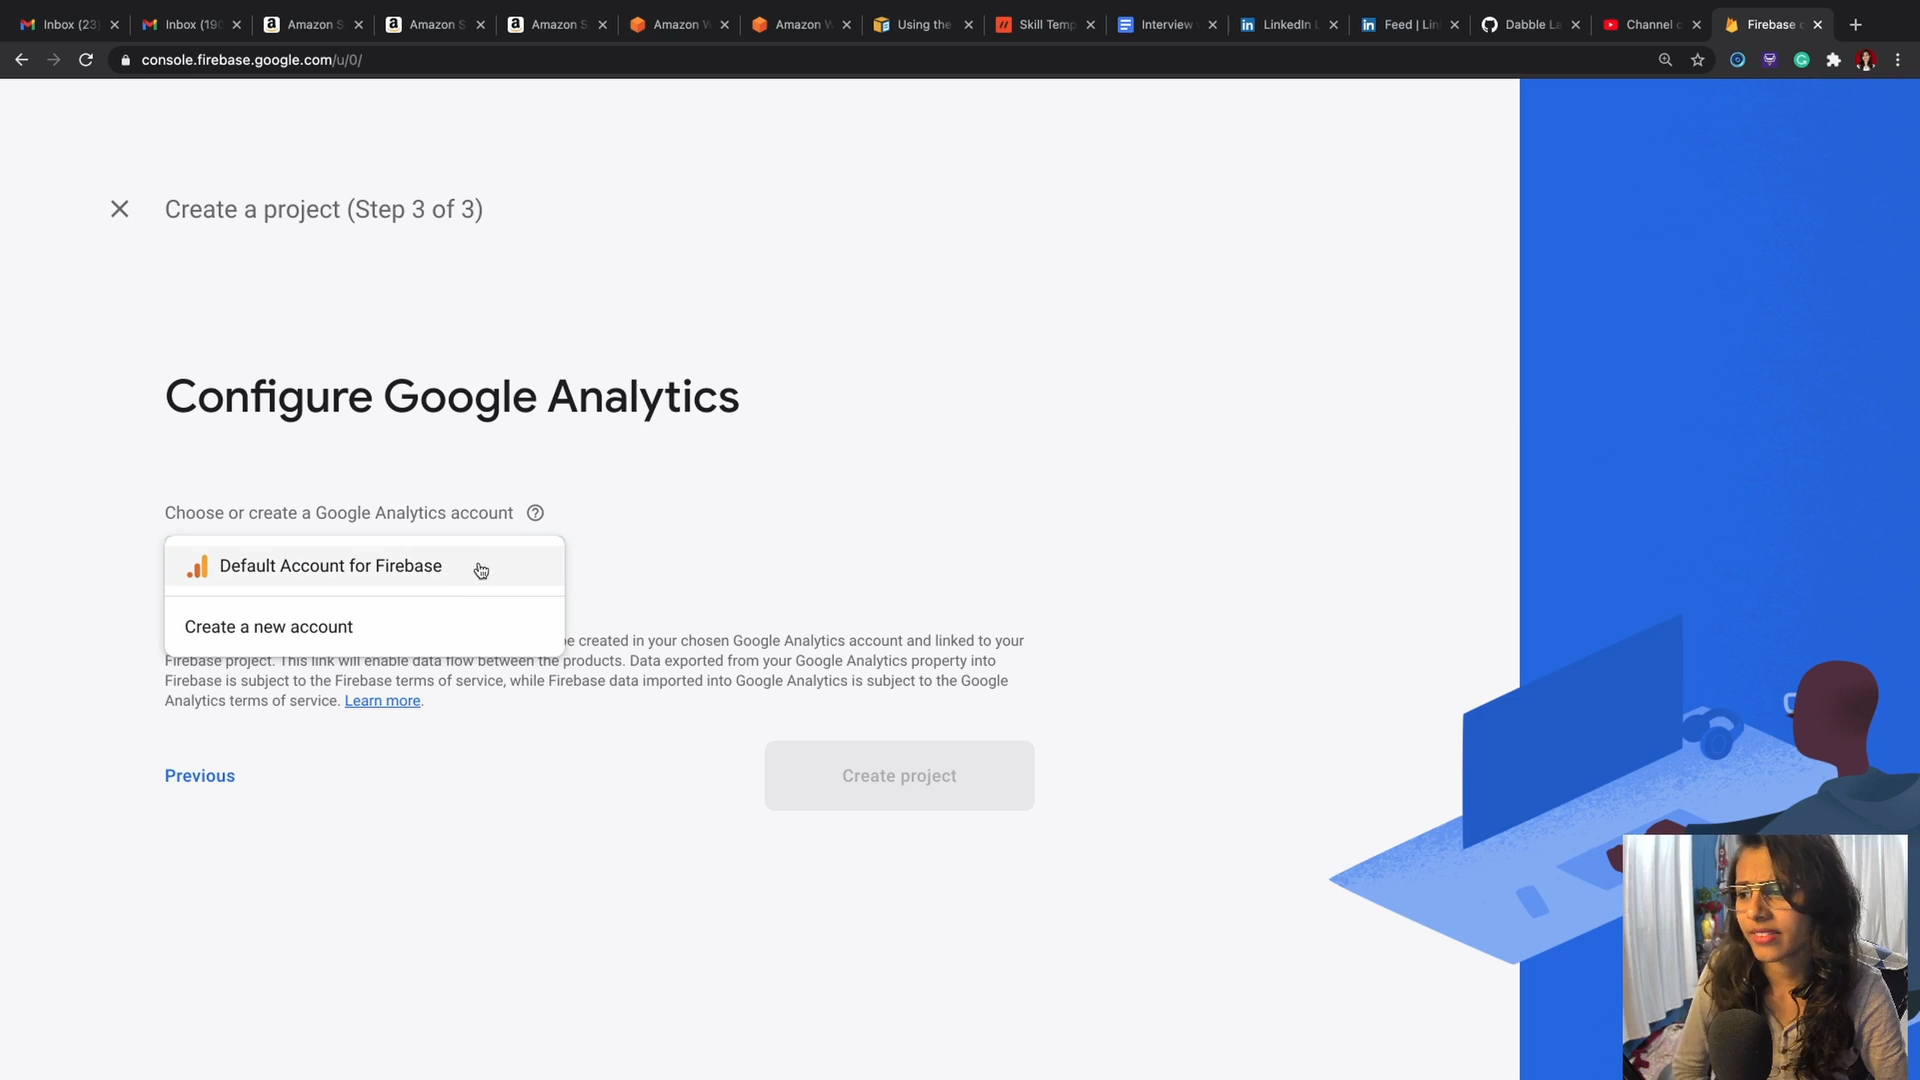 Inbox (23
Inbox (190
Amazon S
Amazon S
Amazon S
Amazon W
Amazon W
Using the
Skill Temp
Interview
LinkedIn L
Feed | Lin
Dabble La
Channel c
Firebase c
console.firebase.google.com/u/0/
Create a project (Step 3 of 3)
Configure Google Analytics
Choose or create a Google Analytics account
Default Account for Firebase
Create a new account
be created in your chosen Google Analytics account and linked to your
Firebase project. This link will enable data flow between the products. Data exported from your Google Analytics property into
Firebase is subject to the Firebase terms of service, while Firebase data imported into Google Analytics is subject to the Google
Analytics terms of service. Learn more.
Previous
Create project